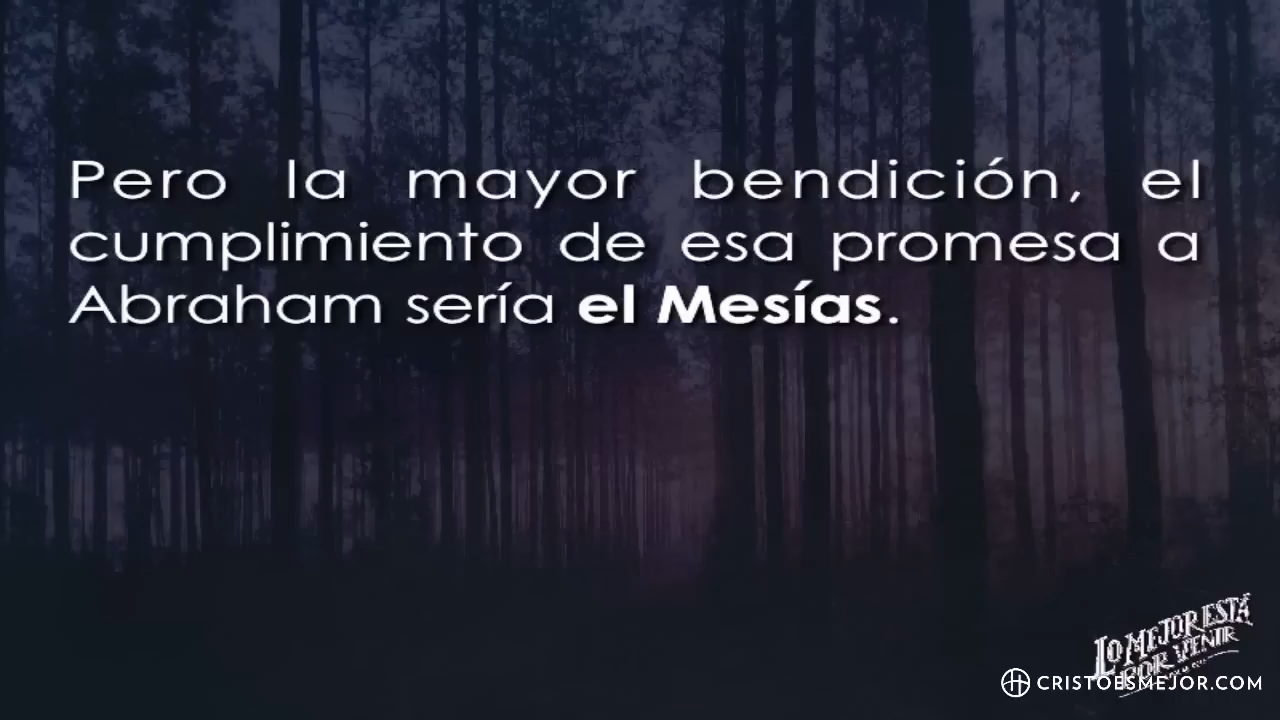 Pero la mayor bendición, el
cumplimiento de esa promesa a
Abraham sería el Mesías.
LO MEJOR ESTÁ
POR VENIR
CRISTOESMEJOR.COM